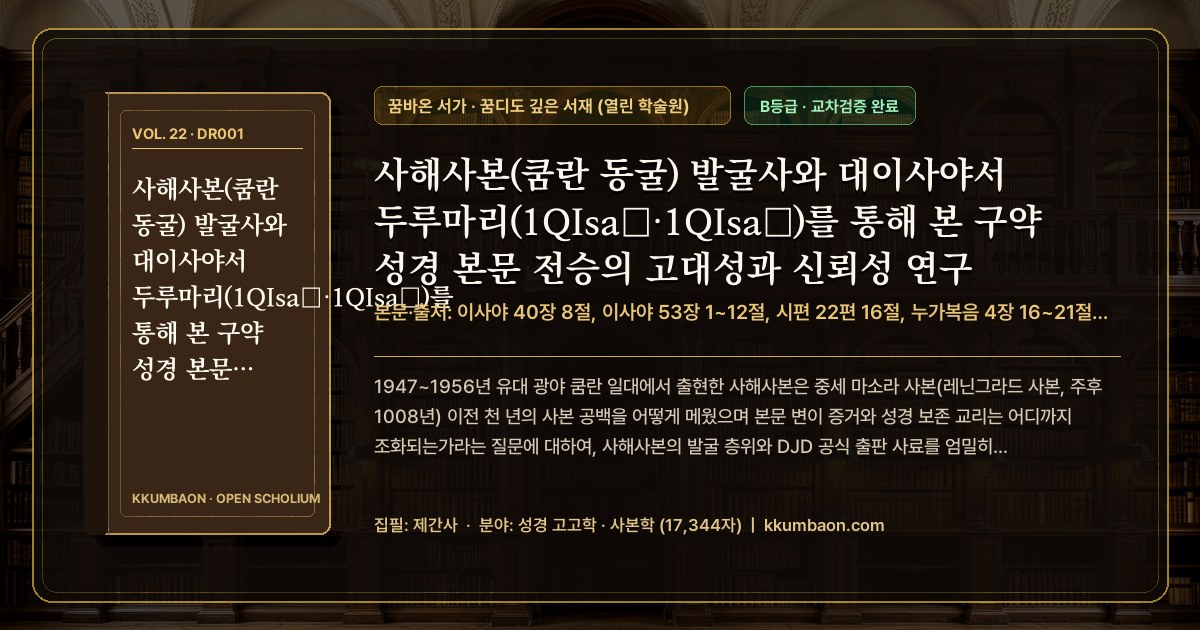 VOL. 22 · DR001
사해사본(쿰란
동굴) 발굴사와
대이사야서
두루마리(1QIsa□·1QIsa□)를
통해 본 구약
성경 본문…
KKUMBAON · OPEN SCHOLIUM
꿈바온 서가 · 꿈디도 깊은 서재 (열린 학술원)
B등급 · 교차검증 완료
사해사본(쿰란 동굴) 발굴사와 대이사야서
두루마리(1QIsa□·1QIsa□)를 통해 본 구약
성경 본문 전승의 고대성과 신뢰성 연구
본문·출처: 이사야 40장 8절, 이사야 53장 1~12절, 시편 22편 16절, 누가복음 4장 16~21절...
1947~1956년 유대 광야 쿰란 일대에서 출현한 사해사본은 중세 마소라 사본(레닌그라드 사본, 주후
1008년) 이전 천 년의 사본 공백을 어떻게 메웠으며 본문 변이 증거와 성경 보존 교리는 어디까지
조화되는가라는 질문에 대하여, 사해사본의 발굴 층위와 DJD 공식 출판 사료를 엄밀히...
집필: 제간사 · 분야: 성경 고고학 · 사본학 (17,344자) | kkumbaon.com